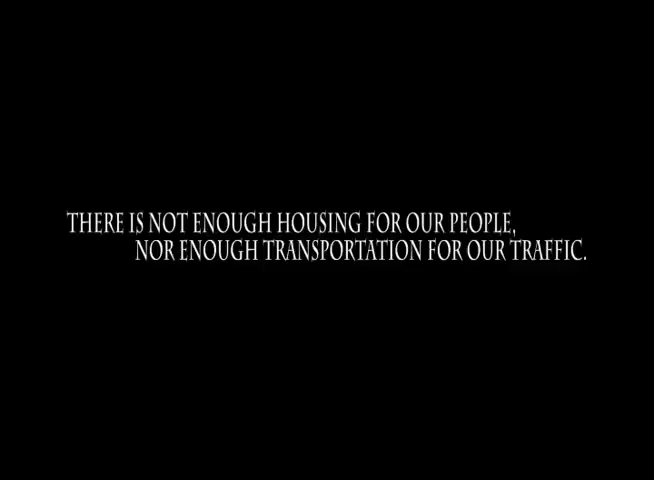 THERE IS NOT ENOUGH HOUSING FOR OUR PEOPLE,
NOR ENOUGH TRANSPORTATION FOR OUR TRAFFIC.